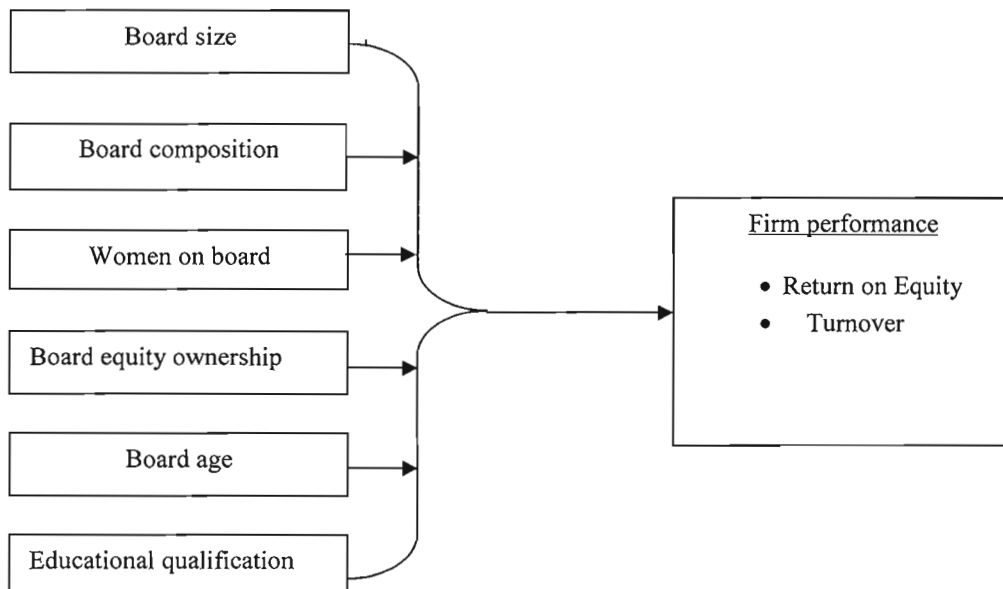 Board size
Board composition
Women on board
Board equity ownership
Board age
Educational qualification
Firm performance
• Return on Equity
• Turnover